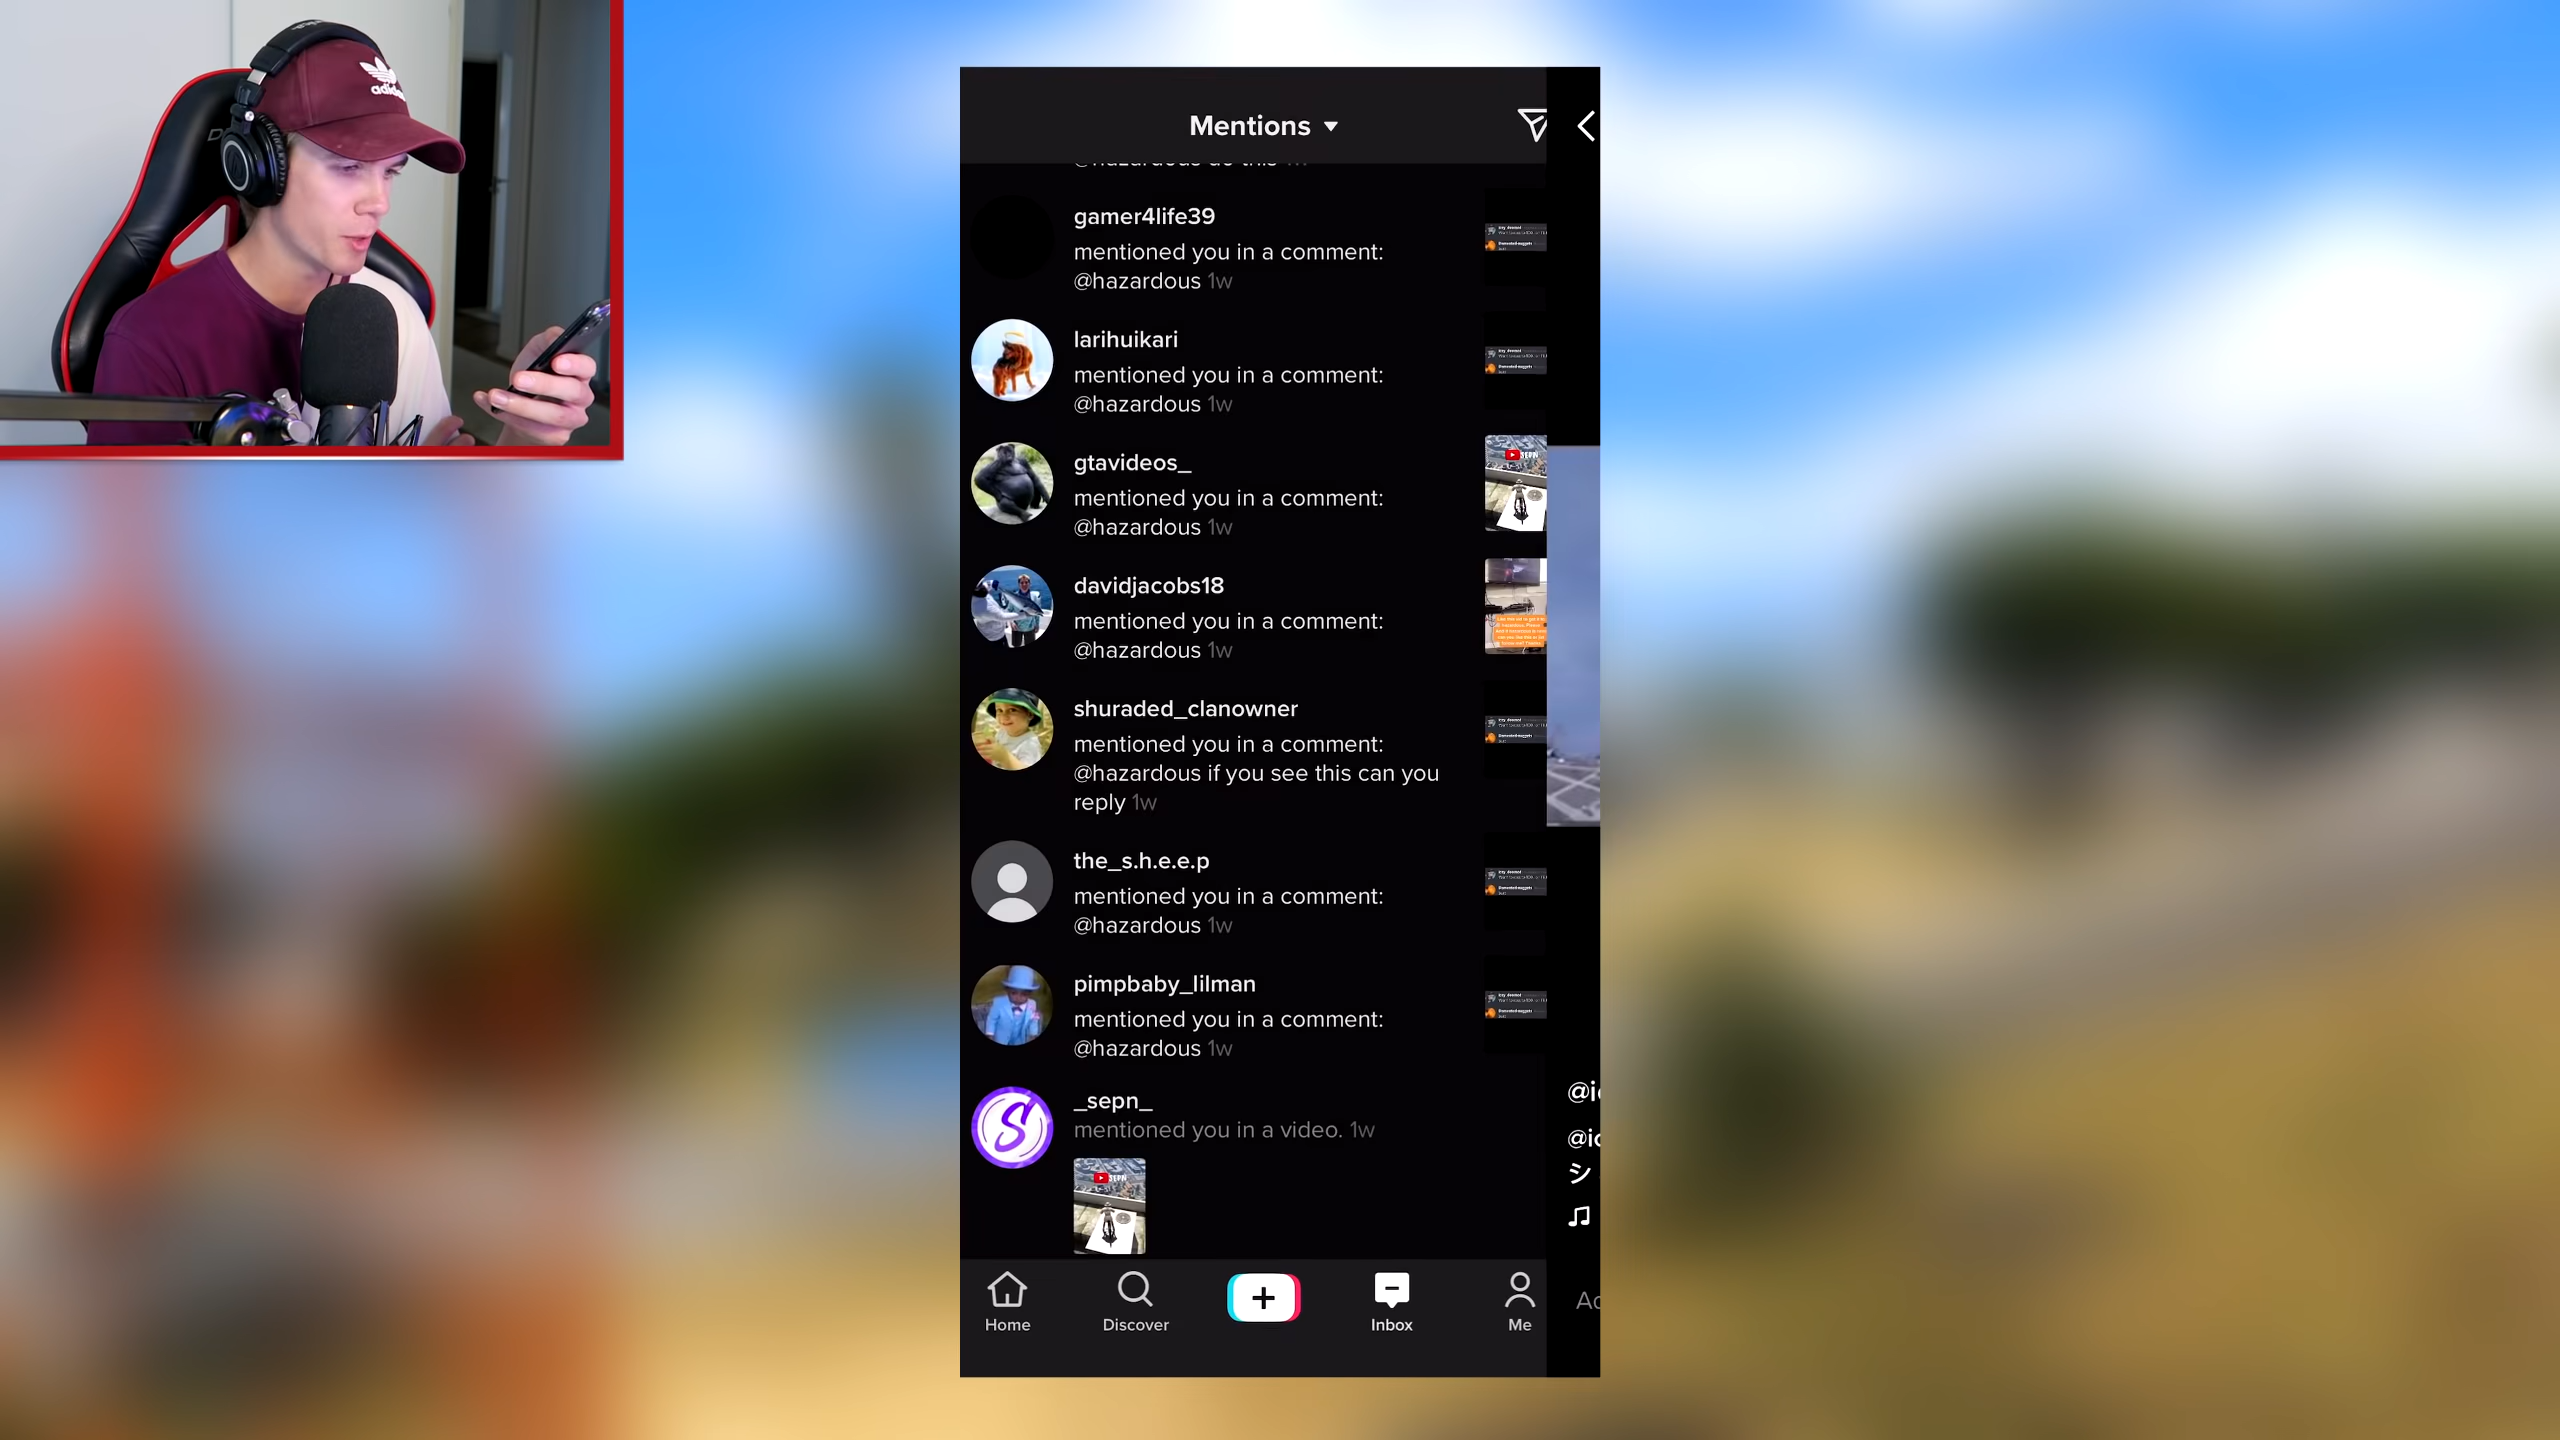 Mentions
gamer4life39
mentioned you in a comment:
@hazardous 1w
larihuikari
mentioned you in a comment:
@hazardous 1w
gtavideos_
mentioned you in a comment:
@hazardous 1w
davidjacobs18
mentioned you in a comment:
@hazardous 1w
shuraded_clanowner
mentioned you in a comment:
@hazardous if you see this can you
reply 1w
the_s.h.e.e.p
mentioned you in a comment:
@hazardous 1w
pimpbaby_lilman
mentioned you in a comment:
@hazardous 1w
_sepn_
mentioned you in a video. 1w
シ
Home
Discover
Inbox
Me